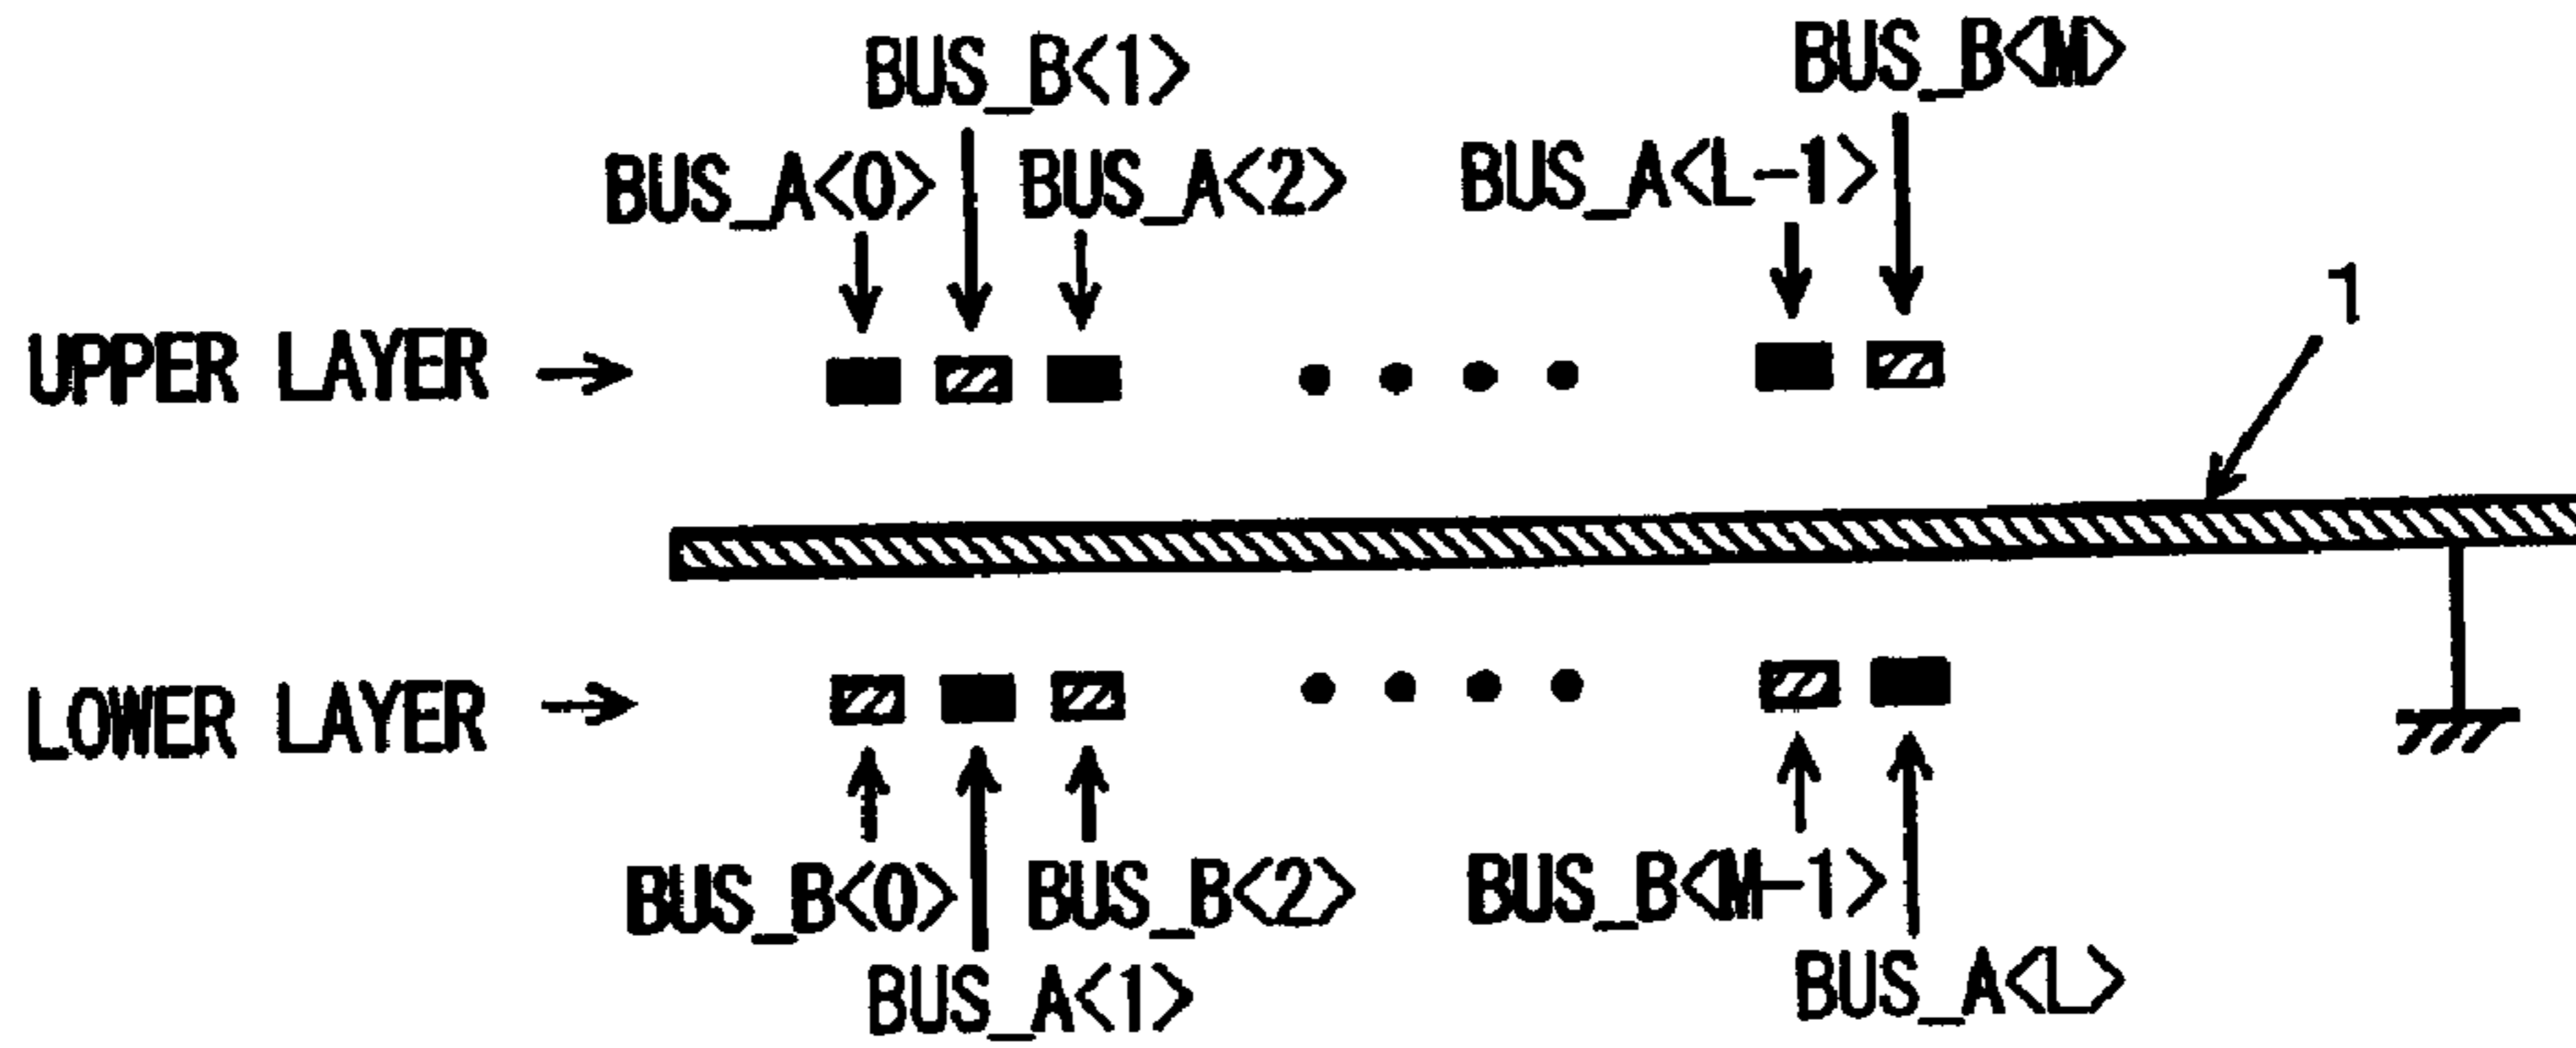 BUS_B<1>
BUS_B<M>
BUS_A<0>
BUS_A<2>
BUS_A<L-1>
1
UPPER LAYER
LOWER LAYER
BUS_B<0>
BUS_B<2>
BUS_B<M-1>
BUS_A<1>
BUS_A<L>